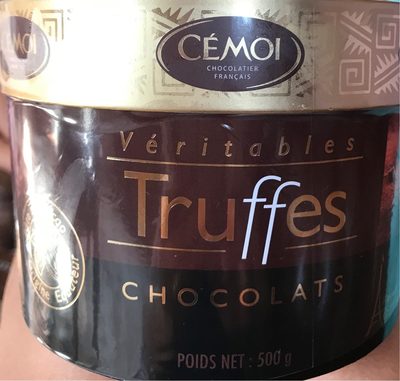 CÉMOI
CHOCOLATIER
FRANÇAIS
Véritables
Truffes
CHOCOLATS
POIDS NET : 500 g